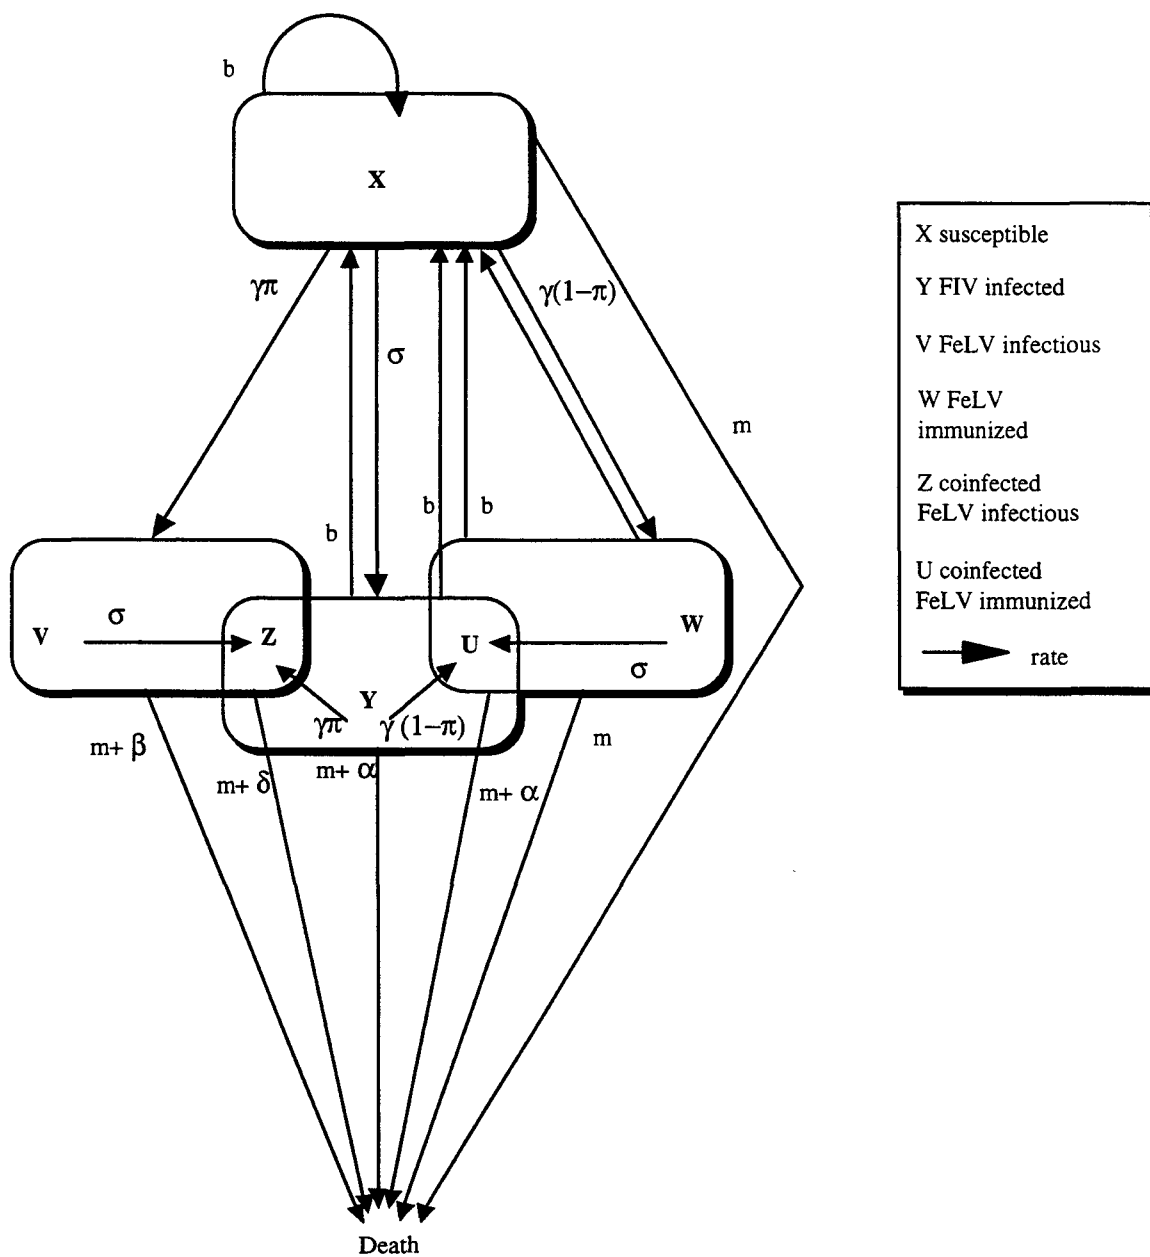 b
X
γπ
γ(1−π)
σ
m
b
b
b
V
σ
Z
U
W
σ
Y
γπ
γ (1−π)
m+ β
m+ δ
m+ α
m+ α
m
Death
X susceptible
Y FIV infected
V FeLV infectious
W FeLV
immunized
Z coinfected
FeLV infectious
U coinfected
FeLV immunized
rate